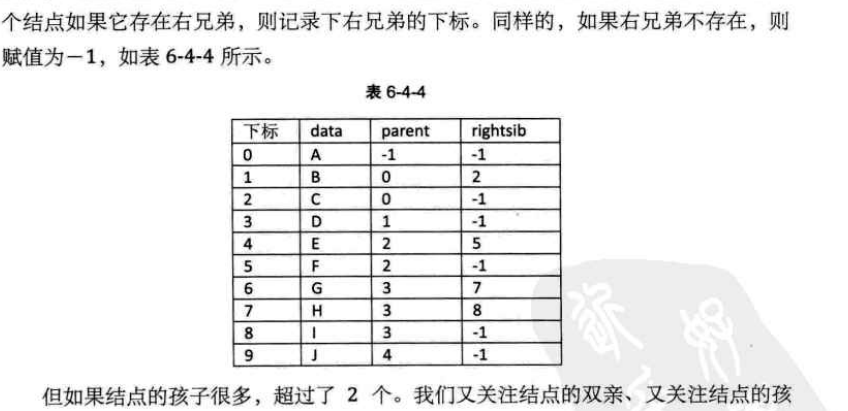 个结点如果它存在右兄弟，则记录下右兄弟的下标。同样的，如果右兄弟不存在，则
赋值为－1，如表 6-4-4 所示。
表 6-4-4
下标 data parent rightsib
0 A -1 -1
1 B 0 2
2 C 0 -1
3 D 1 -1
4 E 2 5
5 F 2 -1
6 G 3 7
7 H 3 8
8 I 3 -1
9 J 4 -1
但如果结点的孩子很多，超过了 2 个。我们又关注结点的双亲、又关注结点的孩